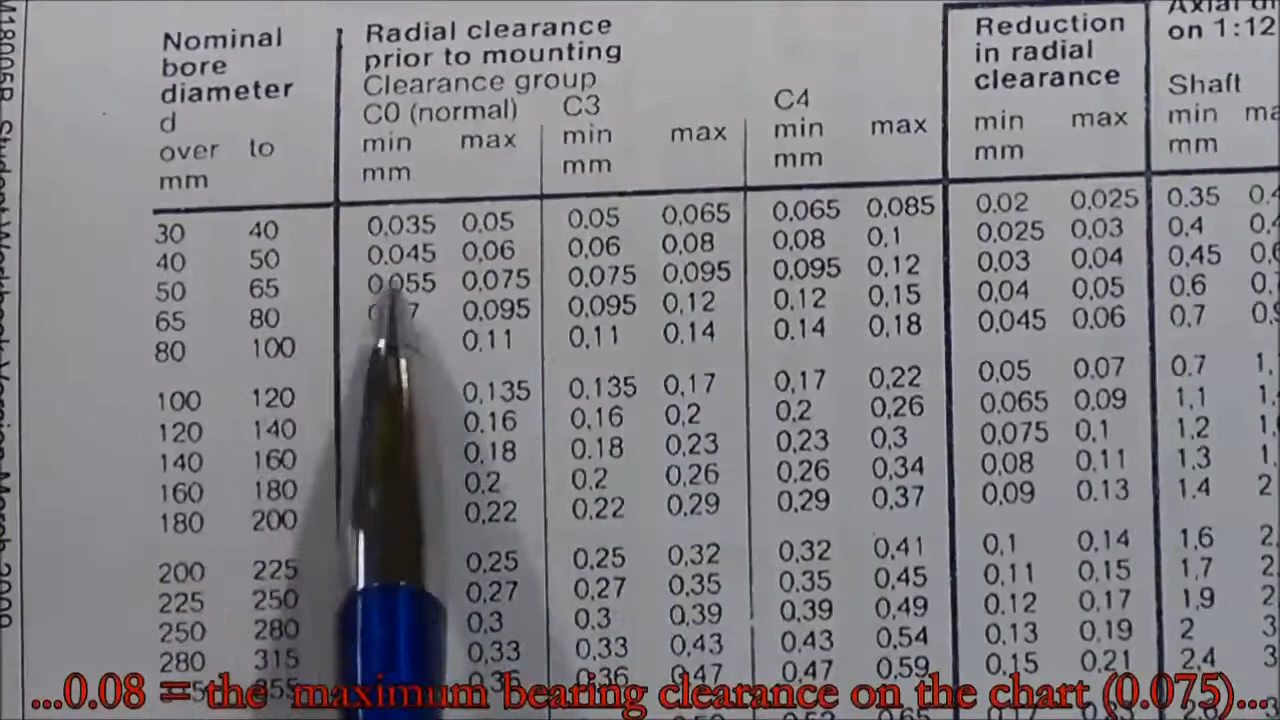 Nominal
bore
diameter
d
over to
mm
Radial clearance
prior to mounting
Clearance group
C0 (normal) C3 C4
min max min max min max
mm mm mm
Reduction
in radial
clearance
min max
mm
on 1:12
Shaft
min
mm
30 40 0,035 0,05 0,05 0,065 0,065 0,085 0,02 0,025 0,35
40 50 0,045 0,06 0,06 0,08 0,08 0,1 0,025 0,03 0,4
50 65 0,055 0,075 0,075 0,095 0,095 0,12 0,03 0,04 0,45
65 80 0,095 0,095 0,12 0,12 0,15 0,04 0,05 0,6
80 100 0,11 0,11 0,14 0,14 0,18 0,045 0,06 0,7
100 120 0,135 0,135 0,17 0,17 0,22 0,05 0,07 0,7
120 140 0,16 0,16 0,2 0,2 0,26 0,065 0,09 1,1
140 160 0,18 0,18 0,23 0,23 0,3 0,075 0,1 1,2
160 180 0,2 0,2 0,26 0,26 0,34 0,08 0,11 1,3
180 200 0,22 0,22 0,29 0,29 0,37 0,09 0,13 1,4
200 225 0,25 0,25 0,32 0,32 0,41 0,1 0,14 1,6
225 250 0,27 0,27 0,35 0,35 0,45 0,11 0,15 1,7
250 280 0,3 0,3 0,39 0,39 0,49 0,12 0,17 1,9
280 315 0,33 0,33 0,43 0,43 0,54 0,13 0,19 2
0,36 0,47 0,47 0,59 0,15 0,21 2,4
...0.08 = the maximum bearing clearance on the chart (0.075)...